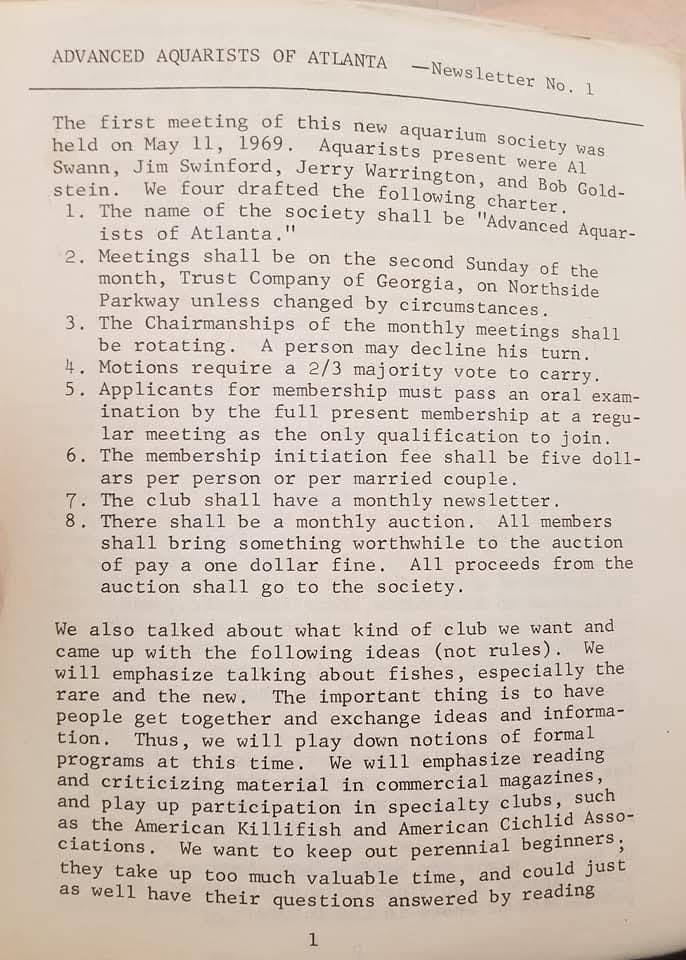 ADVANCED AQUARISTS OF ATLANTA —Newsletter No. 1
The first meeting of this new aquarium society was
held on May 11, 1969. Aquarists present were Al
Swann, Jim Swinford, Jerry Warrington, and Bob Gold-
stein. We four drafted the following charter.
1. The name of the society shall be "Advanced Aquar-
ists of Atlanta."
2. Meetings shall be on the second Sunday of the
month, Trust Company of Georgia, on Northside
Parkway unless changed by circumstances.
3. The Chairmanships of the monthly meetings shall
be rotating. A person may decline his turn.
4. Motions require a 2/3 majority vote to carry.
5. Applicants for membership must pass an oral exam-
ination by the full present membership at a regu-
lar meeting as the only qualification to join.
6. The membership initiation fee shall be five doll-
ars per person or per married couple.
7. The club shall have a monthly newsletter.
8. There shall be a monthly auction. All members
shall bring something worthwhile to the auction
of pay a one dollar fine. All proceeds from the
auction shall go to the society.
We also talked about what kind of club we want and
came up with the following ideas (not rules). We
will emphasize talking about fishes, especially the
rare and the new. The important thing is to have
people get together and exchange ideas and informa-
tion. Thus, we will play down notions of formal
programs at this time. We will emphasize reading
and criticizing material in commercial magazines,
and play up participation in specialty clubs, such
as the American Killifish and American Cichlid Asso-
ciations. We want to keep out perennial beginners;
they take up too much valuable time, and could just
as well have their questions answered by reading
1